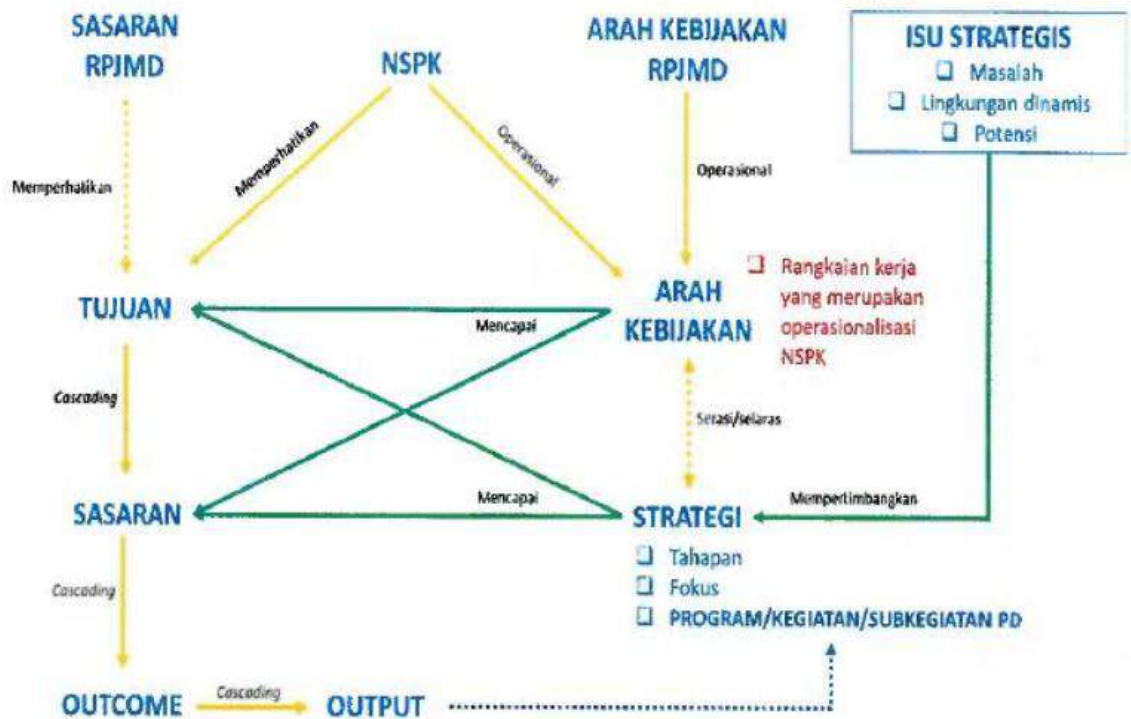 SASARAN
RPJMD
NSPK
ARAH KEBIJAKAN
RPJMD
ISU STRATEGIS
Masalah
Lingkungan dinamis
Potensi
Memperhatikan
Memperhatikan
Operasional
Operasional
TUJUAN
Mencapai
ARAH
KEBIJAKAN
Rangkaian kerja
yang merupakan
operasionalisasi
NSPK
Cascading
Serasi/selaras
SASARAN
Mencapai
STRATEGI
Mempertimbangkan
Tahapan
Fokus
PROGRAM/KEGIATAN/SUBKEGIATAN PD
Cascading
OUTCOME
Cascading
OUTPUT